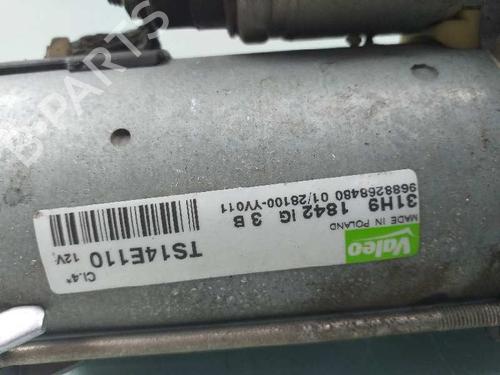 B-PARTS
Valeo
MADE IN POLAND
31H9 1842 IG 3 B
9688268480 01/28100-YV011
TS14E110 12V
Cl.4"